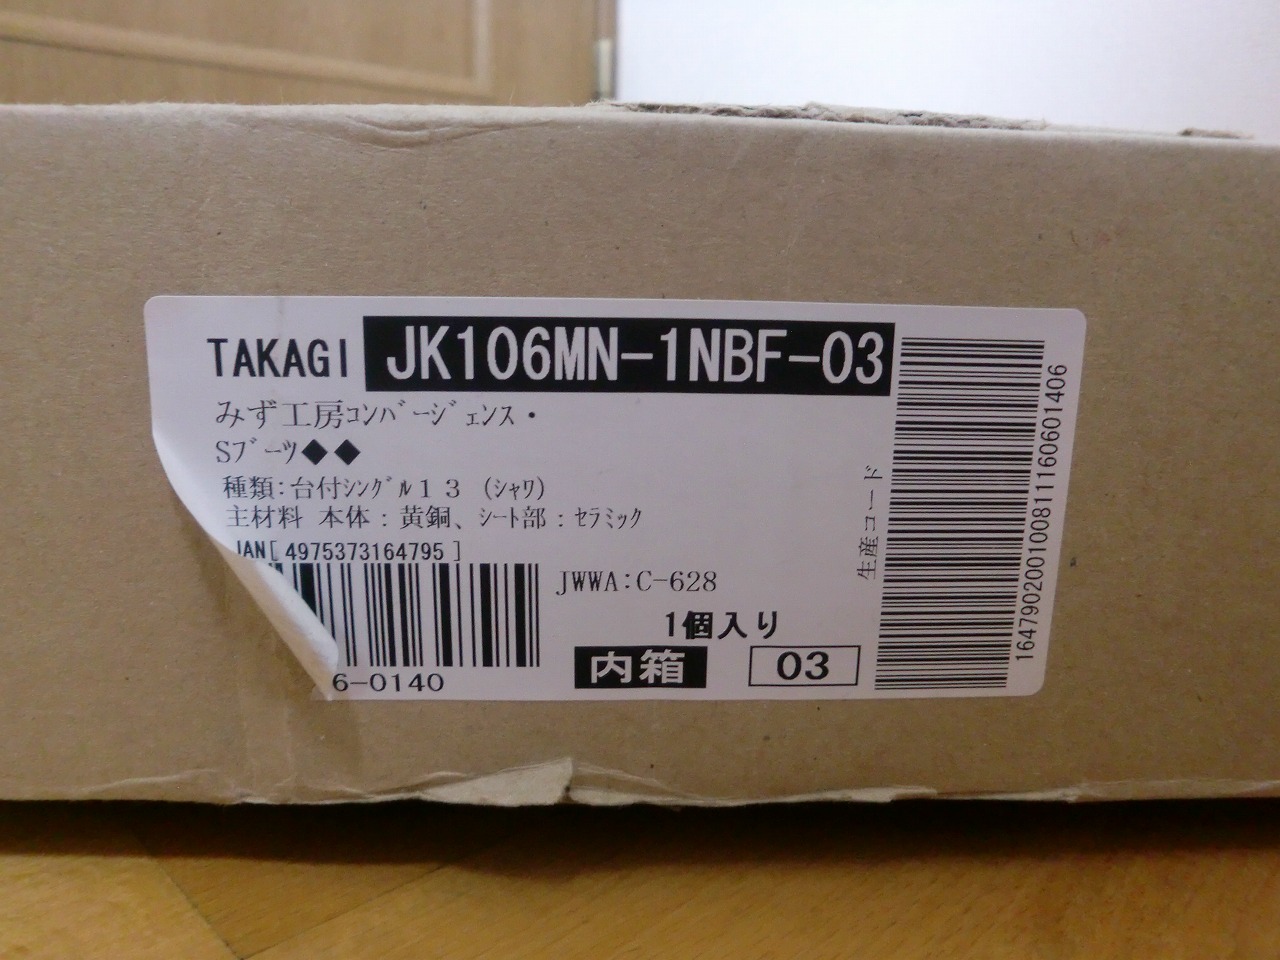 TAKAGI JK106MN-1NBF-03
みず工房ｺﾝﾊﾞｰｼﾞｪﾝｽ・
Sﾌﾞｰﾂ◆◆
種類:台付ｼﾝｸﾞﾙ１３ (ｼｬﾜ)
主材料 本体：黄銅、ｼｰﾄ部：ｾﾗﾐｯｸ
JAN[4975373164795]
JWWA:C-628
1個入り
内箱 03
6-0140
生産コード
16479020010081116060140​6